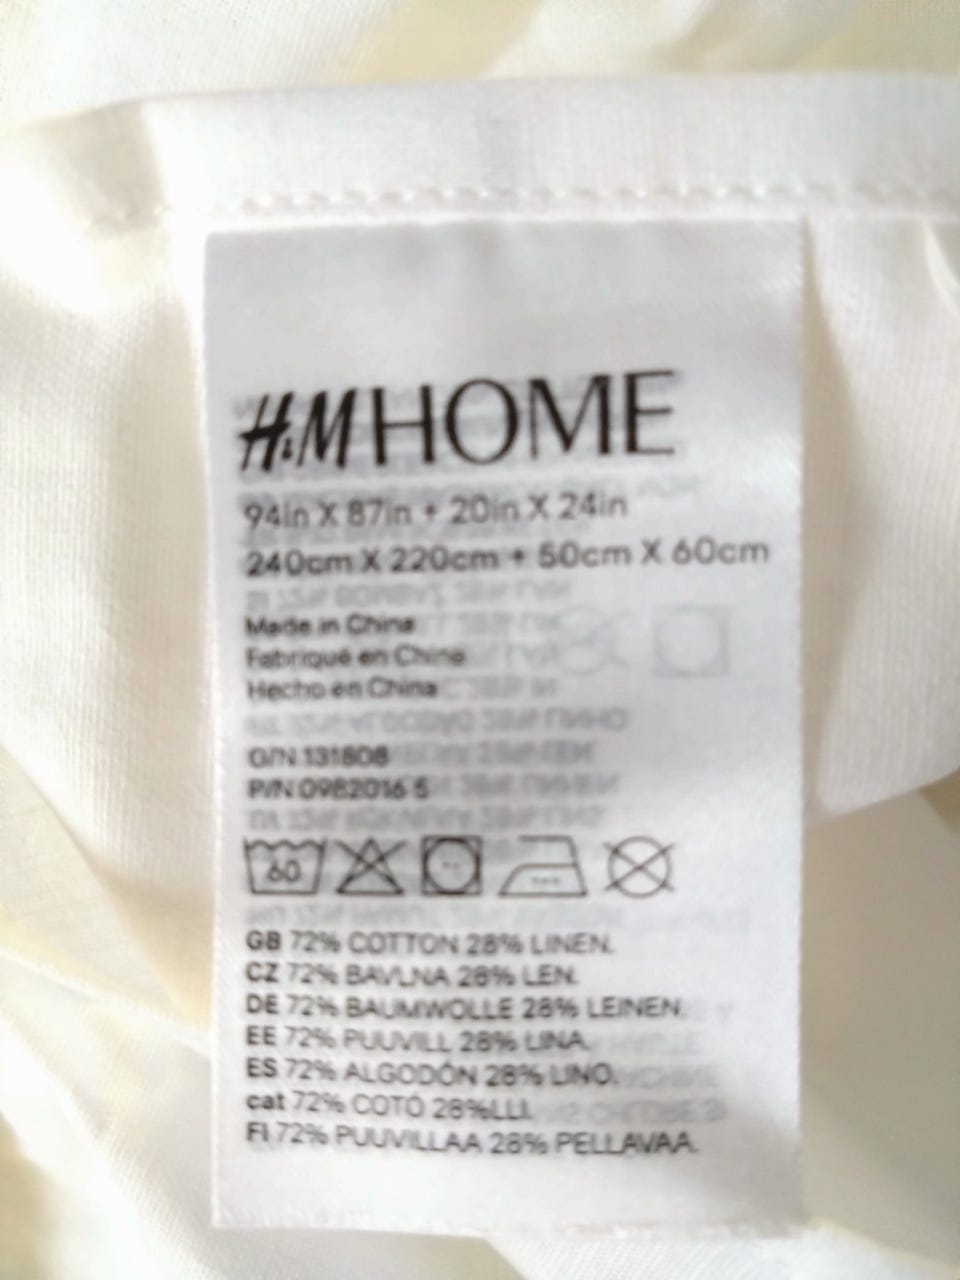 H&M HOME
94in X 87in + 20in X 24in
240cm X 220cm + 50cm X 60cm
Made in China
Fabriqué en China
Hecho en China
O/N 131808
P/N 0982016 5
60
GB 72% COTTON 28% LINEN.
CZ 72% BAVLNA 28% LEN.
DE 72% BAUMWOLLE 28% LEINEN.
EE 72% PUUVILL 28% LINA.
ES 72% ALGODÓN 28% LINO.
cat 72% COTÓ 28%LLI.
FI 72% PUUVILLAA 28% PELLAVAA.